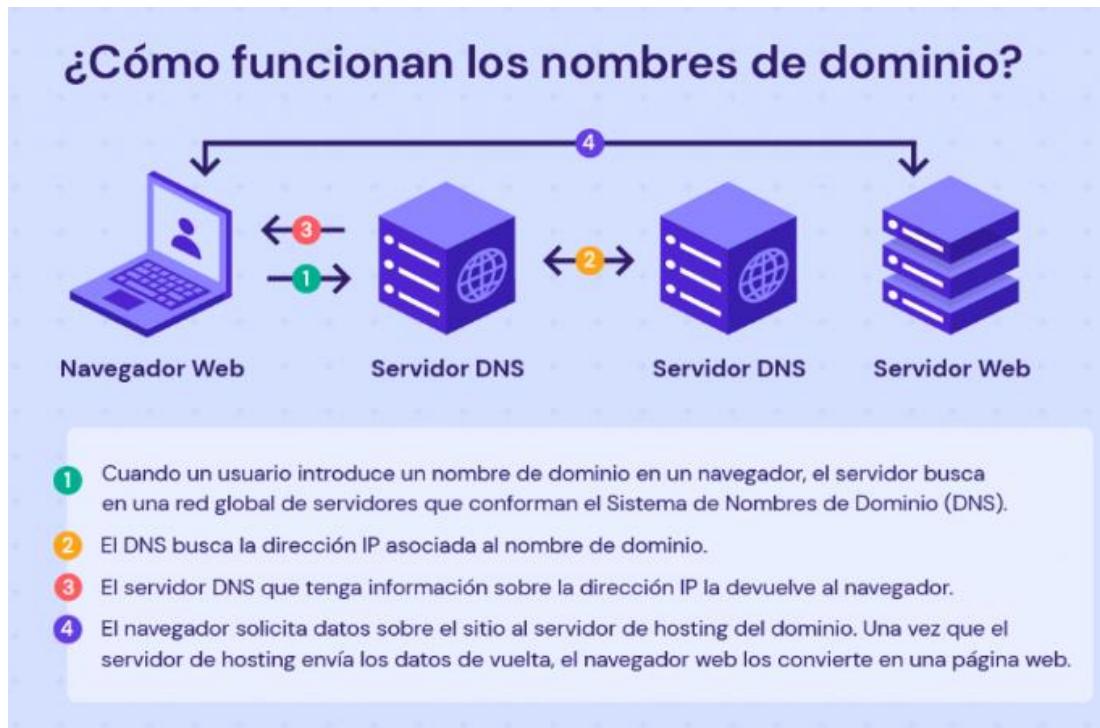 ¿Cómo funcionan los nombres de dominio?
4
3
1
2
Navegador Web
Servidor DNS
Servidor DNS
Servidor Web
1 Cuando un usuario introduce un nombre de dominio en un navegador, el servidor busca
en una red global de servidores que conforman el Sistema de Nombres de Dominio (DNS).
2 El DNS busca la dirección IP asociada al nombre de dominio.
3 El servidor DNS que tenga información sobre la dirección IP la devuelve al navegador.
4 El navegador solicita datos sobre el sitio al servidor de hosting del dominio. Una vez que el
servidor de hosting envía los datos de vuelta, el navegador web los convierte en una página web.